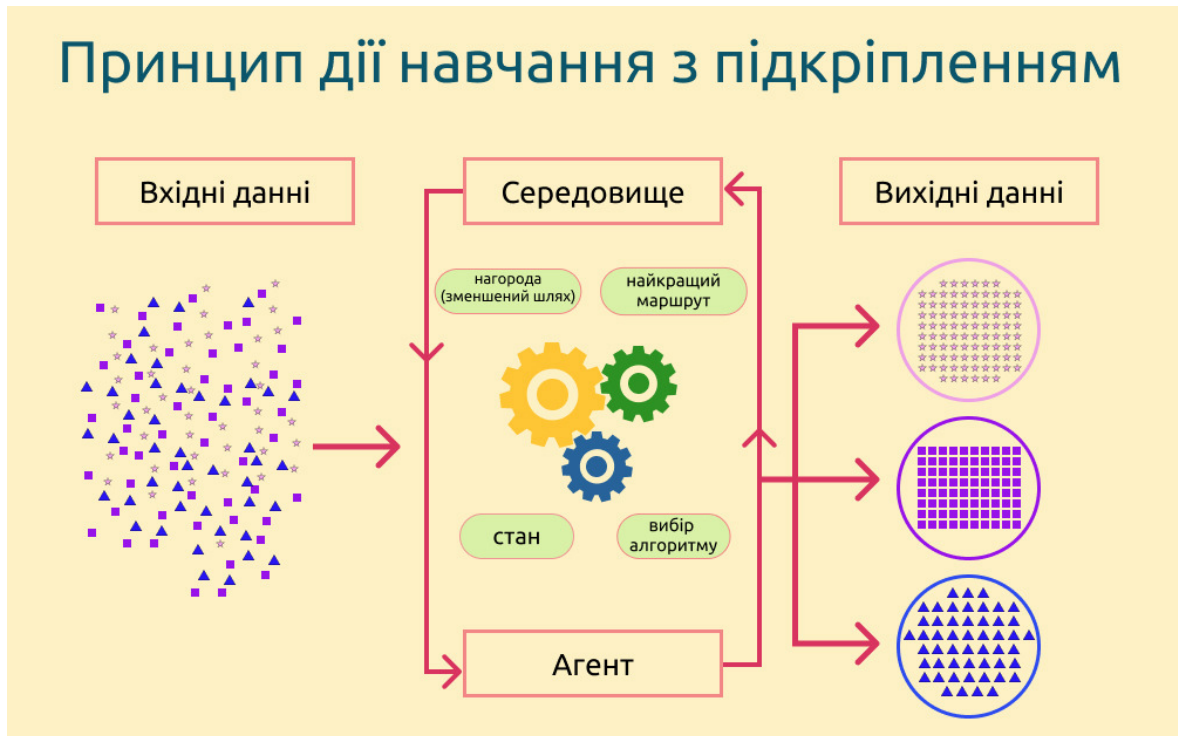 Принцип дії навчання з підкріпленням
Вхідні данні
Середовище
Вихідні данні
нагорода
(зменшений шлях)
найкращий
маршрут
стан
вибір
алгоритму
Агент